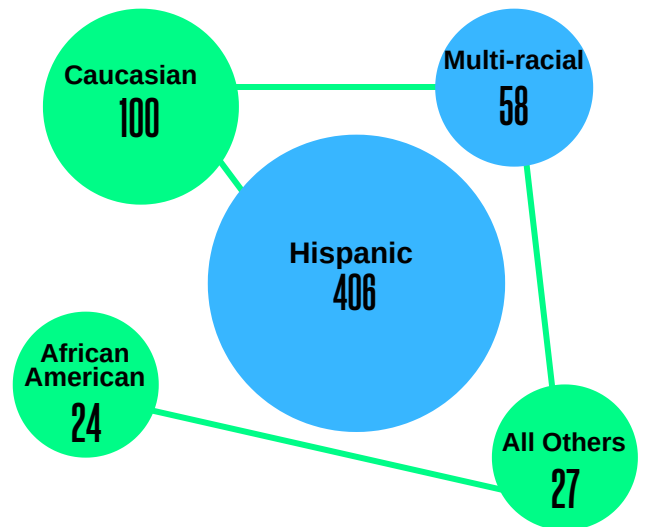 Caucasian
100
Multi-racial
58
Hispanic
406
African
American
24
All Others
27